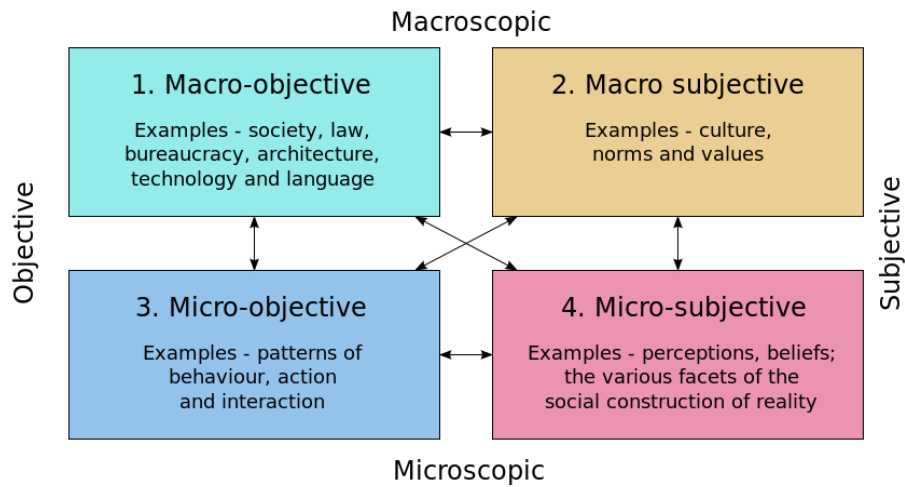 Macroscopic
1. Macro-objective
Examples - society, law,
bureaucracy, architecture,
technology and language
2. Macro subjective
Examples - culture,
norms and values
Objective
Subjective
3. Micro-objective
Examples - patterns of
behaviour, action
and interaction
4. Micro-subjective
Examples - perceptions, beliefs;
the various facets of the
social construction of reality
Microscopic